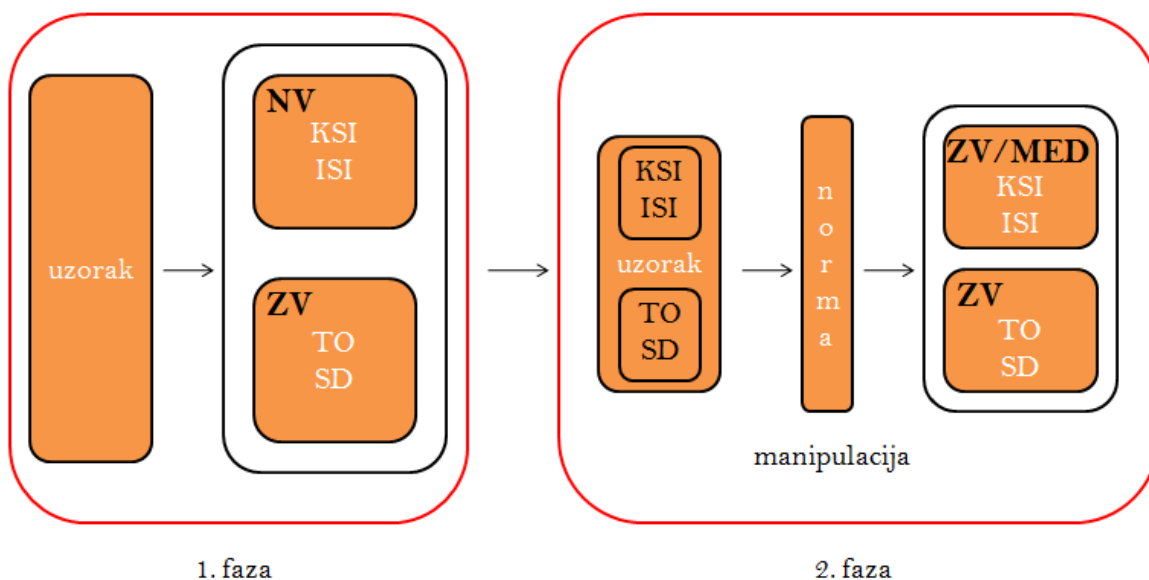 uzorak
NV
KSI
ISI
ZV
TO
SD
1. faza
KSI
ISI
uzorak
TO
SD
n
o
r
m
a
manipulacija
ZV/MED
KSI
ISI
ZV
TO
SD
2. faza